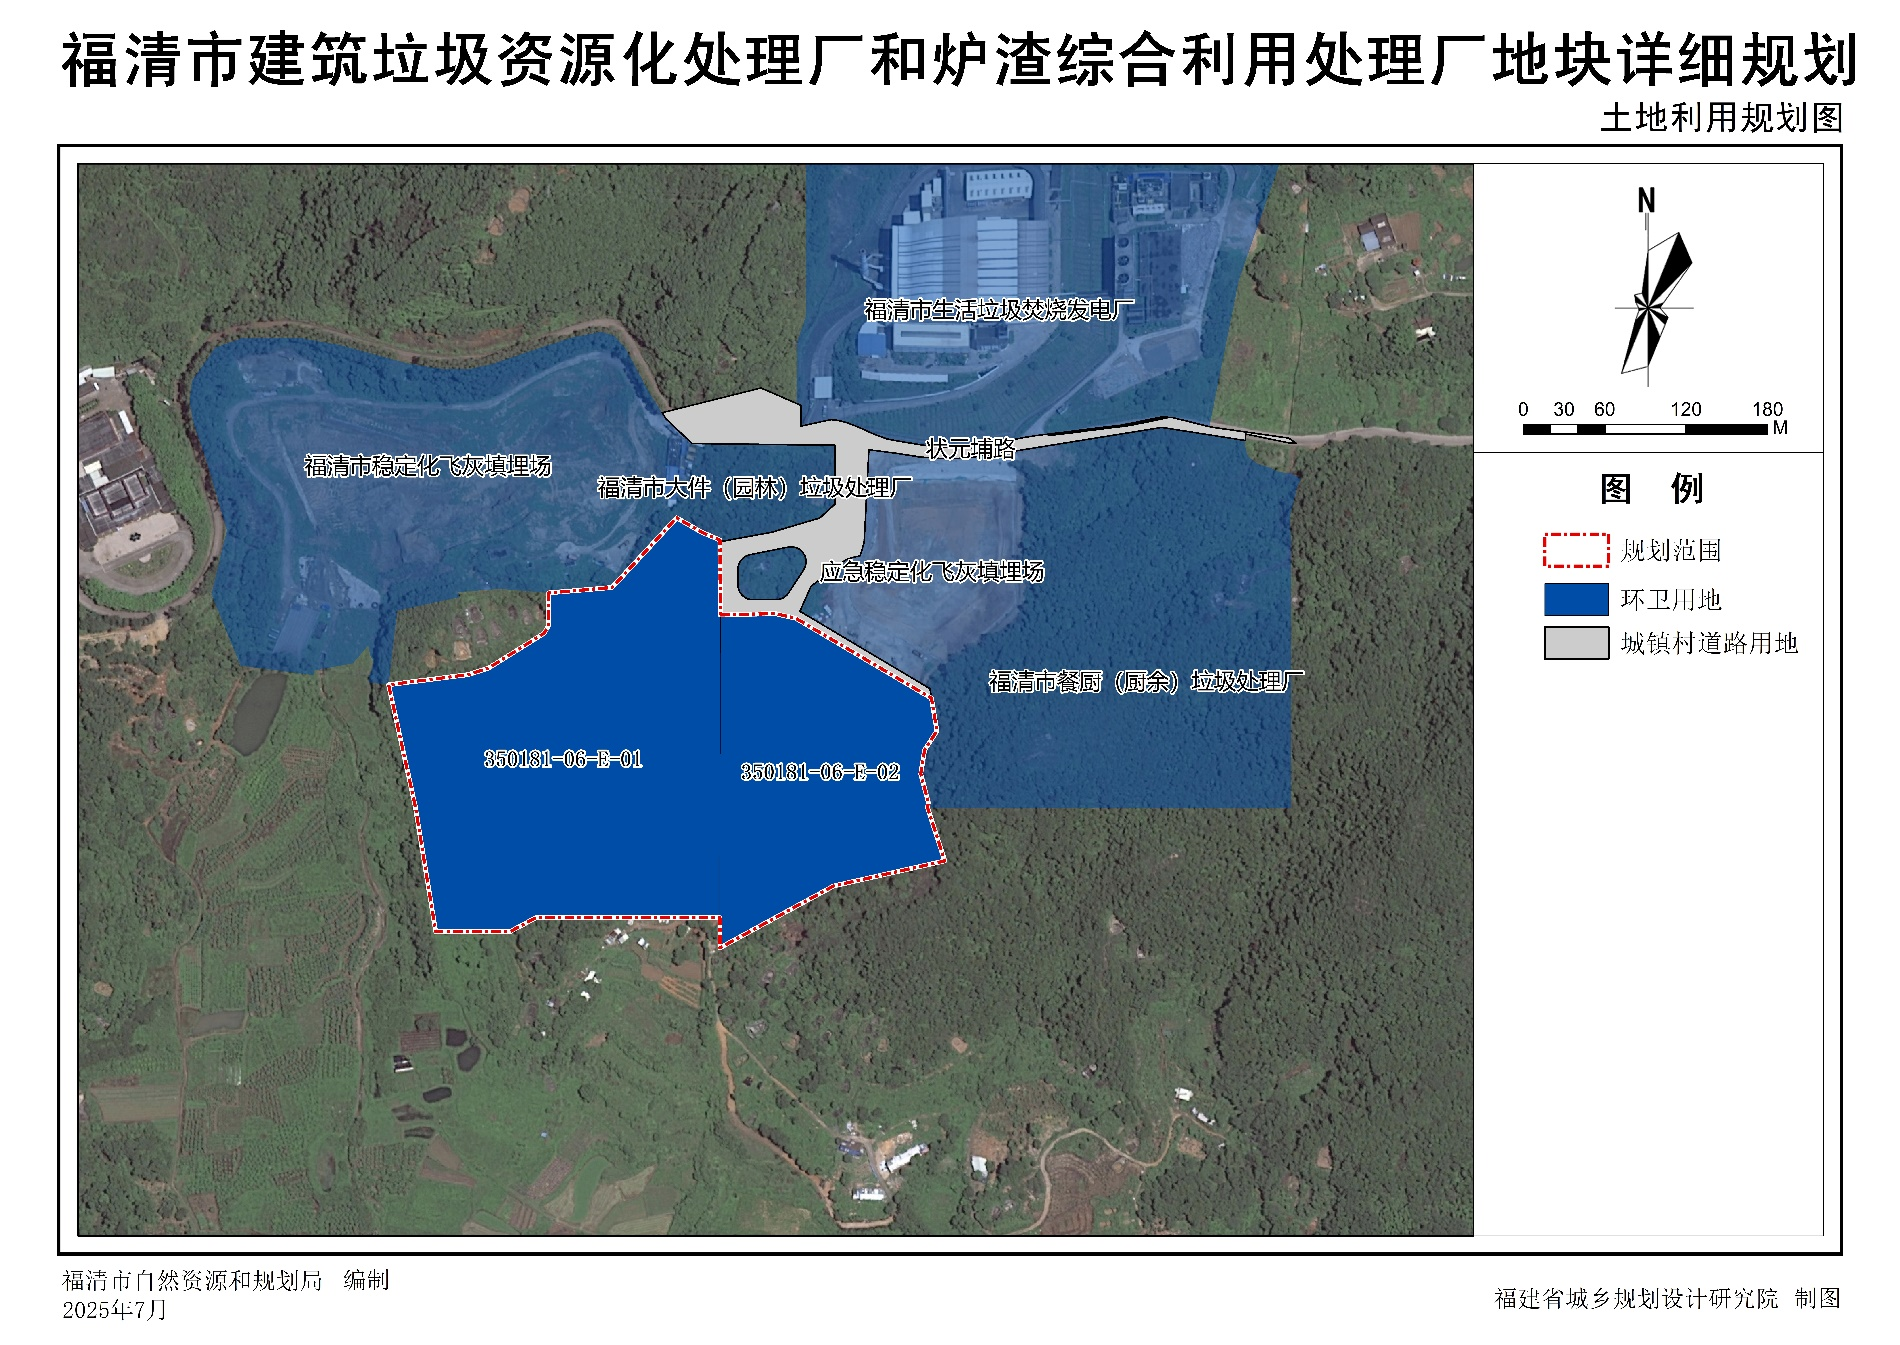 福清市建筑垃圾资源化处理厂和炉渣综合利用处理厂地块详细规划
土地利用规划图
N
0 30 60 120 180
M
图 例
规划范围
环卫用地
城镇村道路用地
福清市生活垃圾焚烧发电厂
状元埔路
福清市稳定化飞灰填埋场
福清市大件（园林）垃圾处理厂
应急稳定化飞灰填埋场
福清市餐厨（厨余）垃圾处理厂
350181-06-E-01
350181-06-E-02
福清市自然资源和规划局 编制
2025年7月
福建省城乡规划设计研究院 制图